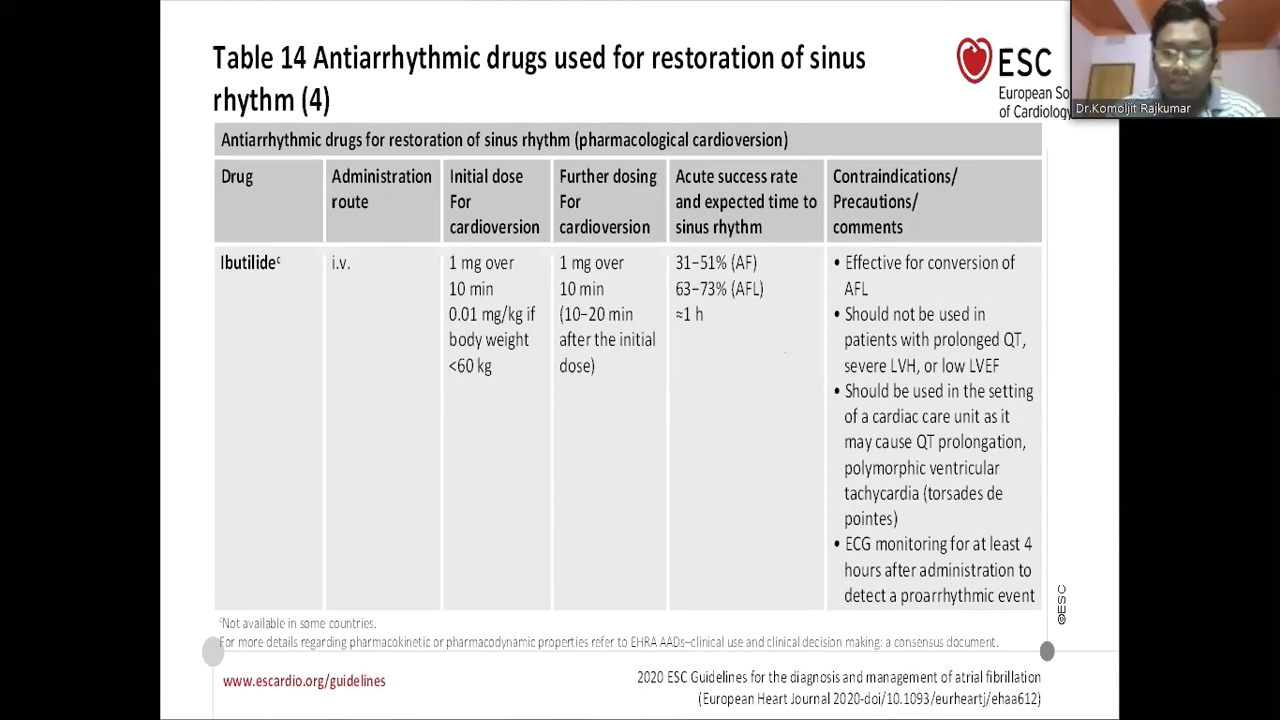 Table 14 Antiarrhythmic drugs used for restoration of sinus
rhythm (4)
ESC
European So
of Cardiology
Dr.Komoljit Rajkumar
Antiarrhythmic drugs for restoration of sinus rhythm (pharmacological cardioversion)
Drug
Administration
route
Initial dose
For
cardioversion
Further dosing
For
cardioversion
Acute success rate
and expected time to
sinus rhythm
Contraindications/
Precautions/
comments
Ibutilideᶜ
i.v.
1 mg over
10 min
0.01 mg/kg if
body weight
<60 kg
1 mg over
10 min
(10–20 min
after the initial
dose)
31–51% (AF)
63–73% (AFL)
≈1 h
• Effective for conversion of
AFL
• Should not be used in
patients with prolonged QT,
severe LVH, or low LVEF
• Should be used in the setting
of a cardiac care unit as it
may cause QT prolongation,
polymorphic ventricular
tachycardia (torsades de
pointes)
• ECG monitoring for at least 4
hours after administration to
detect a proarrhythmic event
©ESC
ᶜNot available in some countries.
For more details regarding pharmacokinetic or pharmacodynamic properties refer to EHRA AADs–clinical use and clinical decision making: a consensus document.
www.escardio.org/guidelines
2020 ESC Guidelines for the diagnosis and management of atrial fibrillation
(European Heart Journal 2020-doi/10.1093/eurheartj/ehaa612)